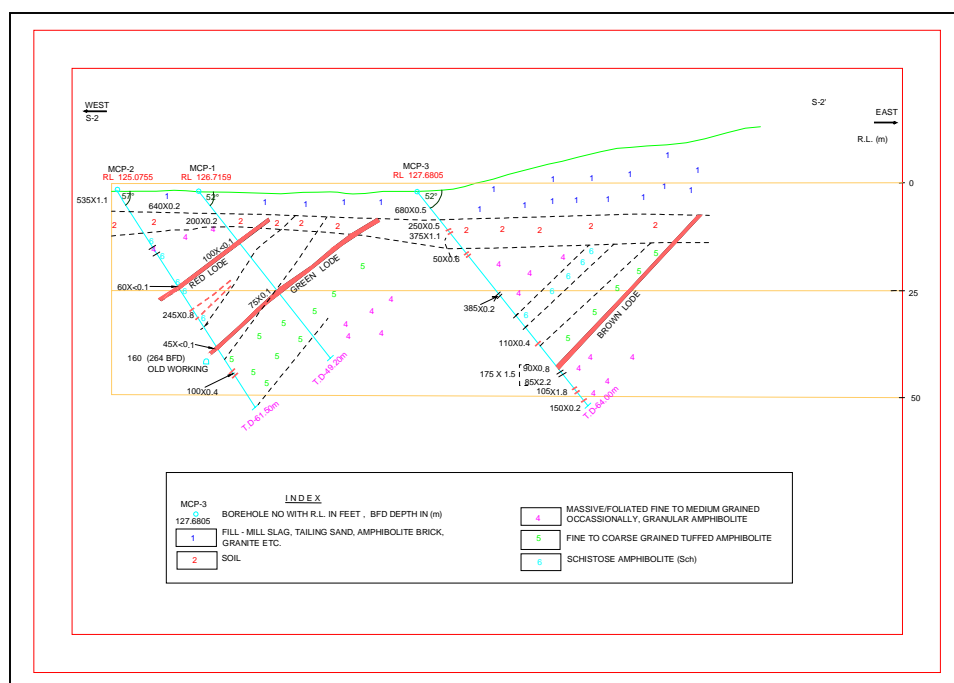 WEST
S-2
S-2'
EAST
R.L. (m)
MCP-2
RL 125.0755
MCP-1
RL 126.7159
MCP-3
RL 127.6805
0
57°
52°
52°
535X1.1
640X0.2
680X0.5
200X0.2
250X0.5
375X1.1
50X0.6
100X<0.1
RED LODE
GREEN LODE
BROWN LODE
60X<0.1
75X0.1
25
245X0.8
385X0.2
45X<0.1
110X0.4
160 (264 BFD)
OLD WORKING
100X0.4
90X0.8
175 X 1.5
85X2.2
105X1.8
150X0.2
T.D-49.20m
T.D-61.50m
T.D-64.00m
50
INDEX
MCP-3
127.6805
BOREHOLE NO WITH R.L. IN FEET , BFD DEPTH IN (m)
1
FILL - MILL SLAG, TAILING SAND, AMPHIBOLITE BRICK,
GRANITE ETC.
2
SOIL
4
MASSIVE/FOLIATED FINE TO MEDIUM GRAINED
OCCASSIONALLY, GRANULAR AMPHIBOLITE
5
FINE TO COARSE GRAINED TUFFED AMPHIBOLITE
6
SCHISTOSE AMPHIBOLITE (Sch)